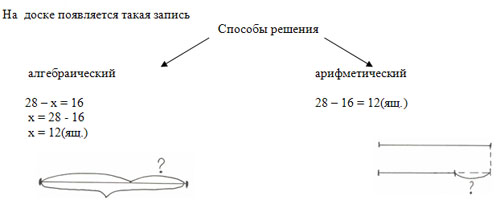 На доске появляется такая запись
Способы решения
алгебраический
арифметический
28 – х = 16
28 – 16 = 12(ящ.)
х = 28 - 16
х = 12(ящ.)
?
?